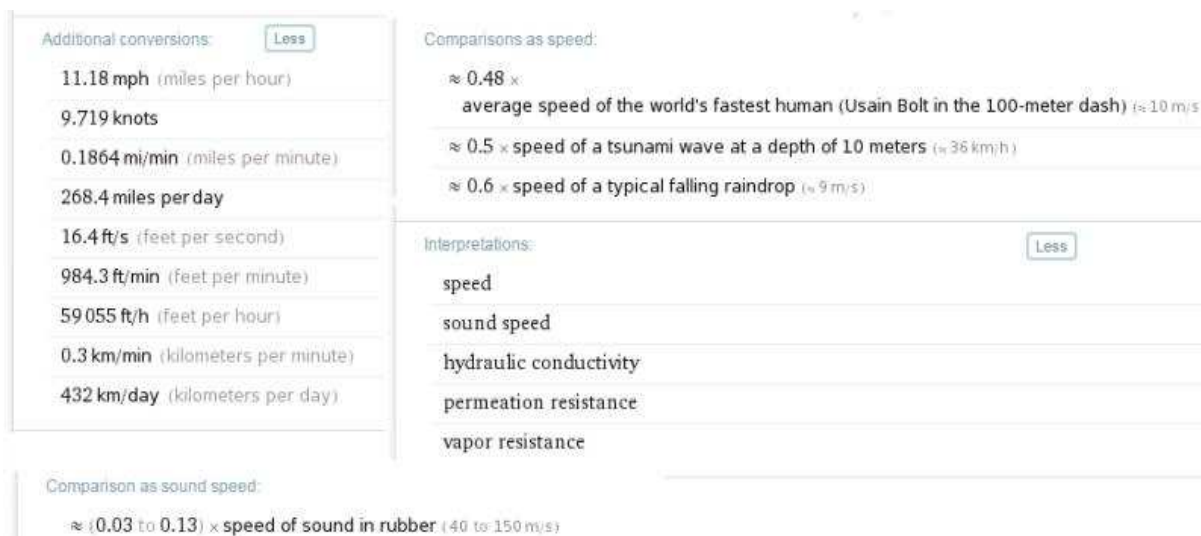 Additional conversions: Less
11.18 mph (miles per hour)
9.719 knots
0.1864 mi/min (miles per minute)
268.4 miles per day
16.4 ft/s (feet per second)
984.3 ft/min (feet per minute)
59 055 ft/h (feet per hour)
0.3 km/min (kilometers per minute)
432 km/day (kilometers per day)
Comparisons as speed:
≈ 0.48 ×
average speed of the world's fastest human (Usain Bolt in the 100-meter dash) (≈ 10 m/s
≈ 0.5 × speed of a tsunami wave at a depth of 10 meters (≈ 36 km/h)
≈ 0.6 × speed of a typical falling raindrop (≈ 9 m/s)
Interpretations: Less
speed
sound speed
hydraulic conductivity
permeation resistance
vapor resistance
Comparison as sound speed:
≈ (0.03 to 0.13) × speed of sound in rubber (40 to 150 m/s)